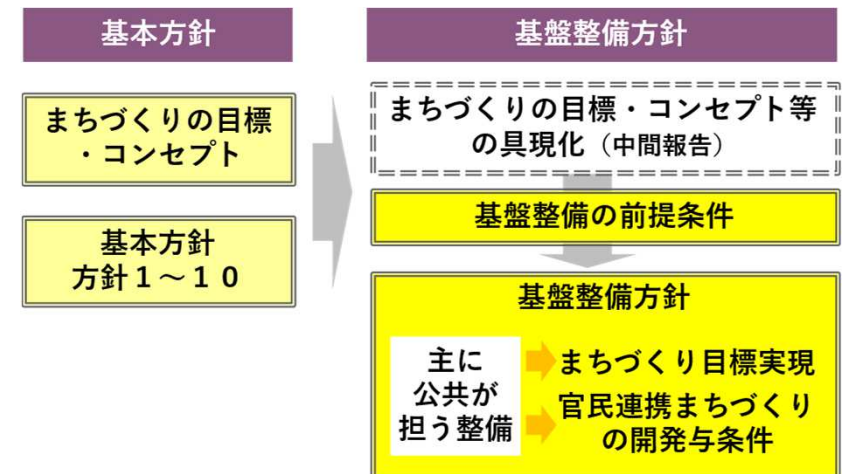 基本方針
まちづくりの目標
・コンセプト
基本方針
方針1~10
基盤整備方針
まちづくりの目標・コンセプト等
の具現化（中間報告）
基盤整備の前提条件
基盤整備方針
主に
公共が
担う整備
まちづくり目標実現
官民連携まちづくり
の開発与条件